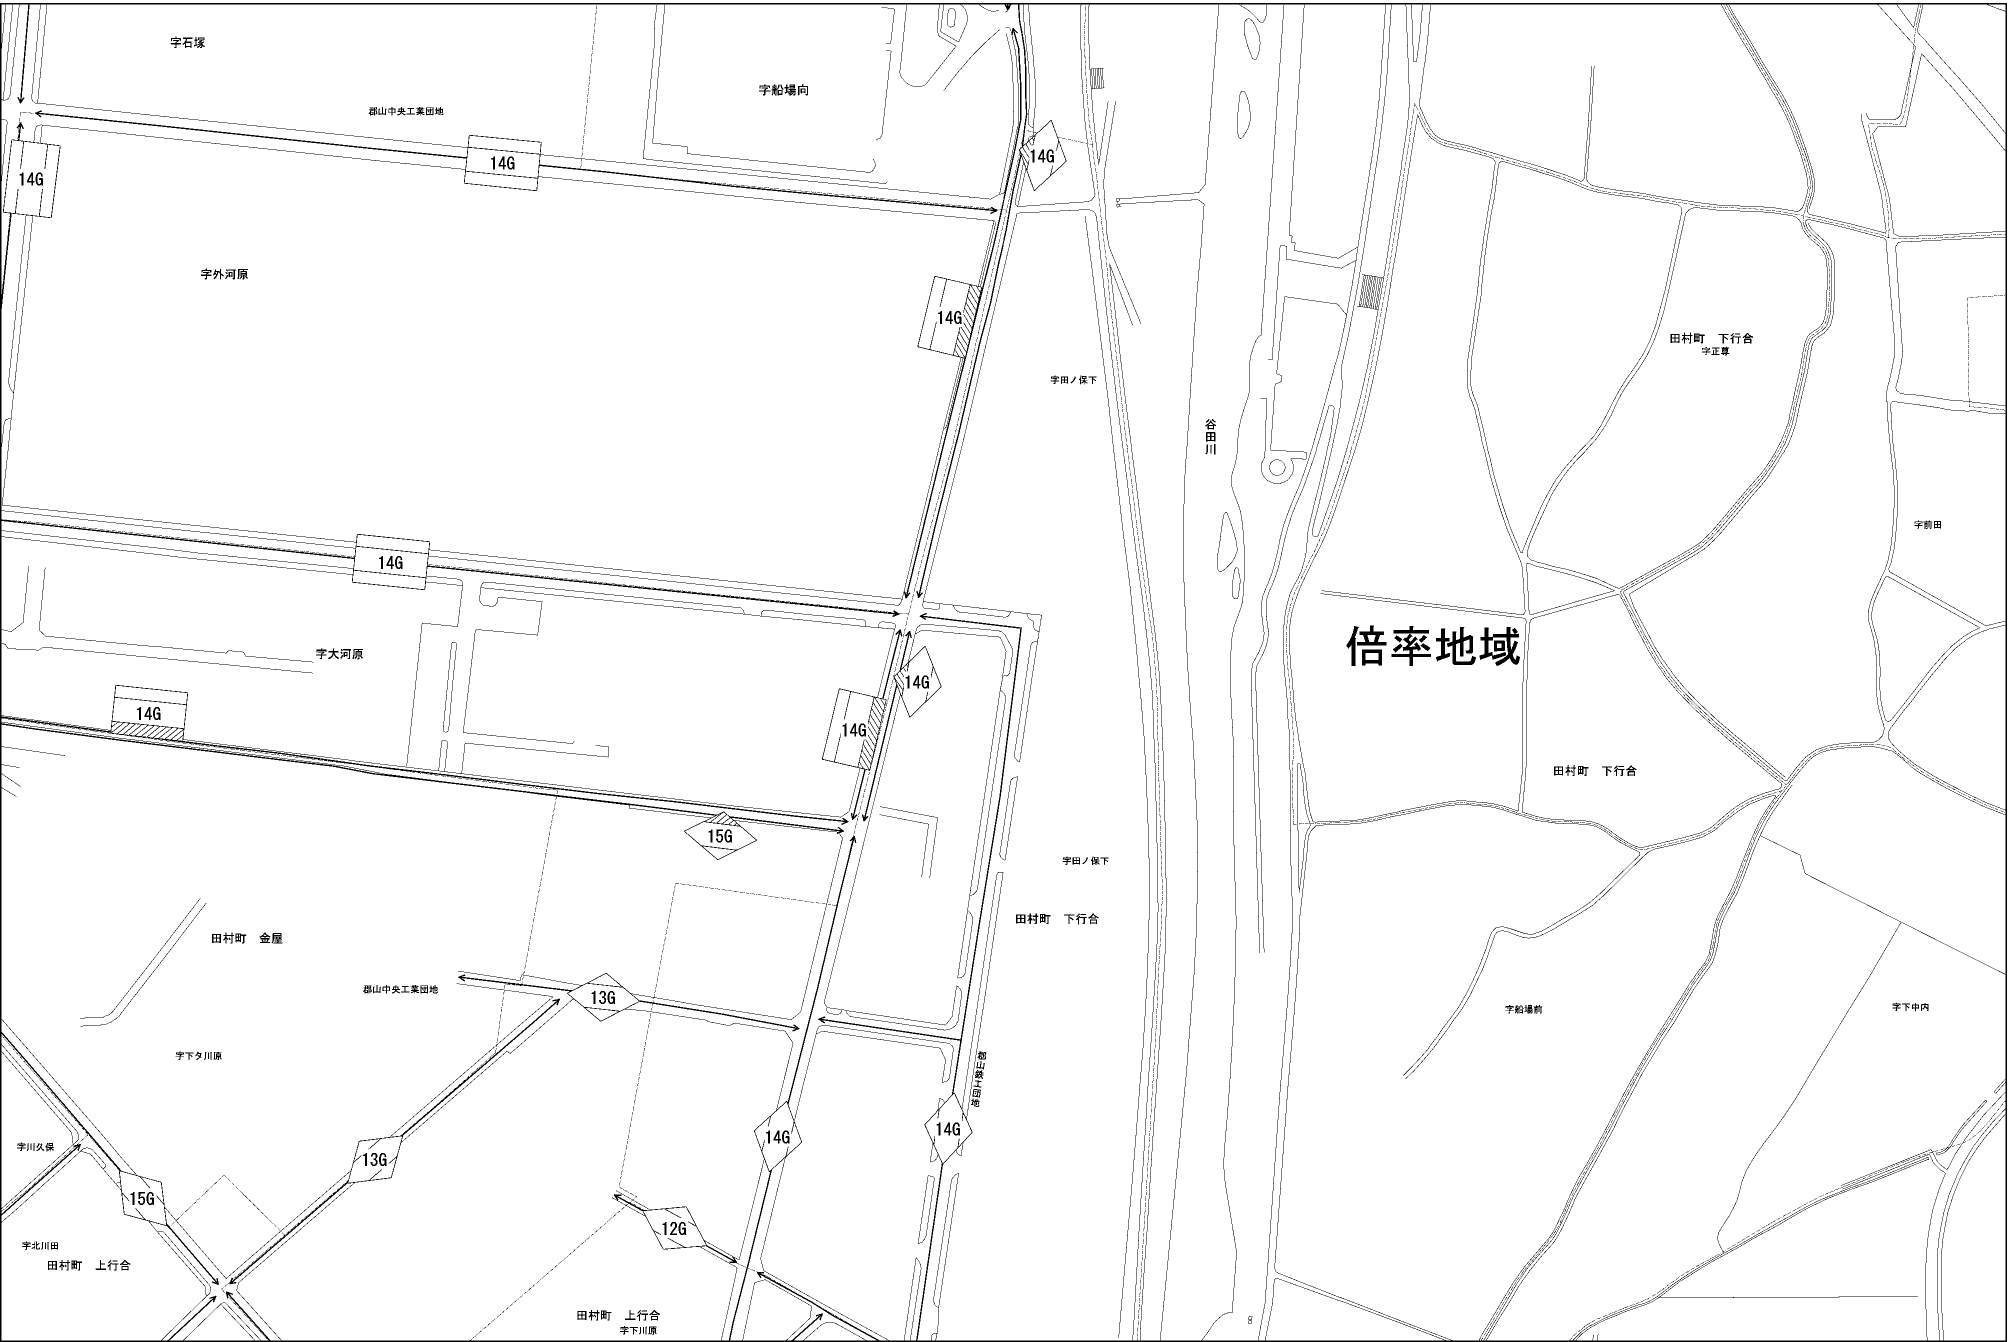 字石塚
字船場向
郡山中央工業団地
14G
14G
14G
字外河原
14G
田村町　下行合
字正尊
字田ノ保下
谷田川
字前田
14G
倍率地域
字大河原
14G
14G
14G
田村町　下行合
15G
字田ノ保下
田村町　下行合
田村町　金屋
郡山中央工業団地
13G
字船場前
字下中内
字下タ川原
郡山鉄工団地
14G
14G
字川久保
13G
15G
12G
字北川田
田村町　上行合
田村町　上行合
字下川原